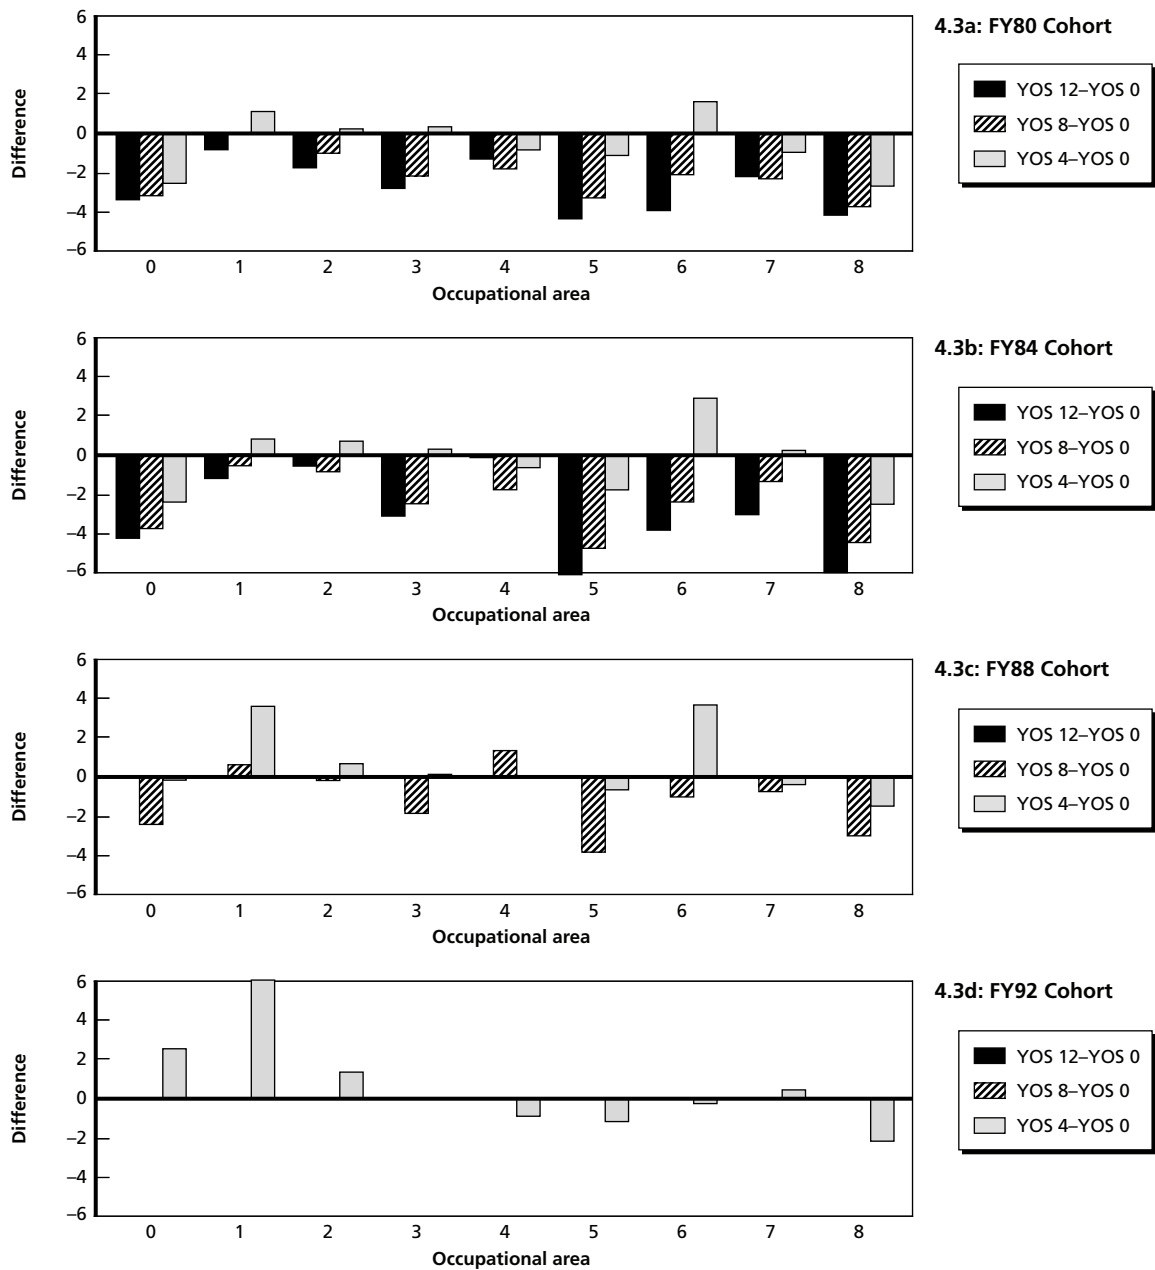 4.3a: FY80 Cohort
Difference
6
4
2
0
–2
–4
–6
0 1 2 3 4 5 6 7 8
Occupational area
YOS 12–YOS 0
YOS 8–YOS 0
YOS 4–YOS 0
4.3b: FY84 Cohort
Difference
6
4
2
0
–2
–4
–6
0 1 2 3 4 5 6 7 8
Occupational area
YOS 12–YOS 0
YOS 8–YOS 0
YOS 4–YOS 0
4.3c: FY88 Cohort
Difference
6
4
2
0
–2
–4
–6
0 1 2 3 4 5 6 7 8
Occupational area
YOS 12–YOS 0
YOS 8–YOS 0
YOS 4–YOS 0
4.3d: FY92 Cohort
Difference
6
4
2
0
–2
–4
–6
0 1 2 3 4 5 6 7 8
Occupational area
YOS 12–YOS 0
YOS 8–YOS 0
YOS 4–YOS 0